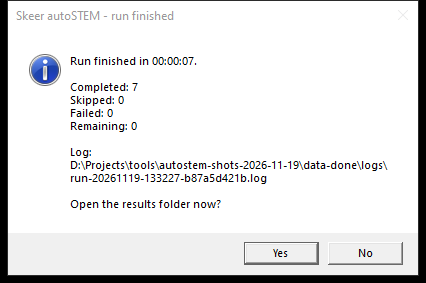 Skeer autoSTEM - run finished
Run finished in 00:00:07.
Completed: 7
Skipped: 0
Failed: 0
Remaining: 0
Log:
D:\Projects\tools\autostem-shots-2026-11-19\data-done\logs\
run-20261119-133227-b87a5d421b.log
Open the results folder now?
Yes No